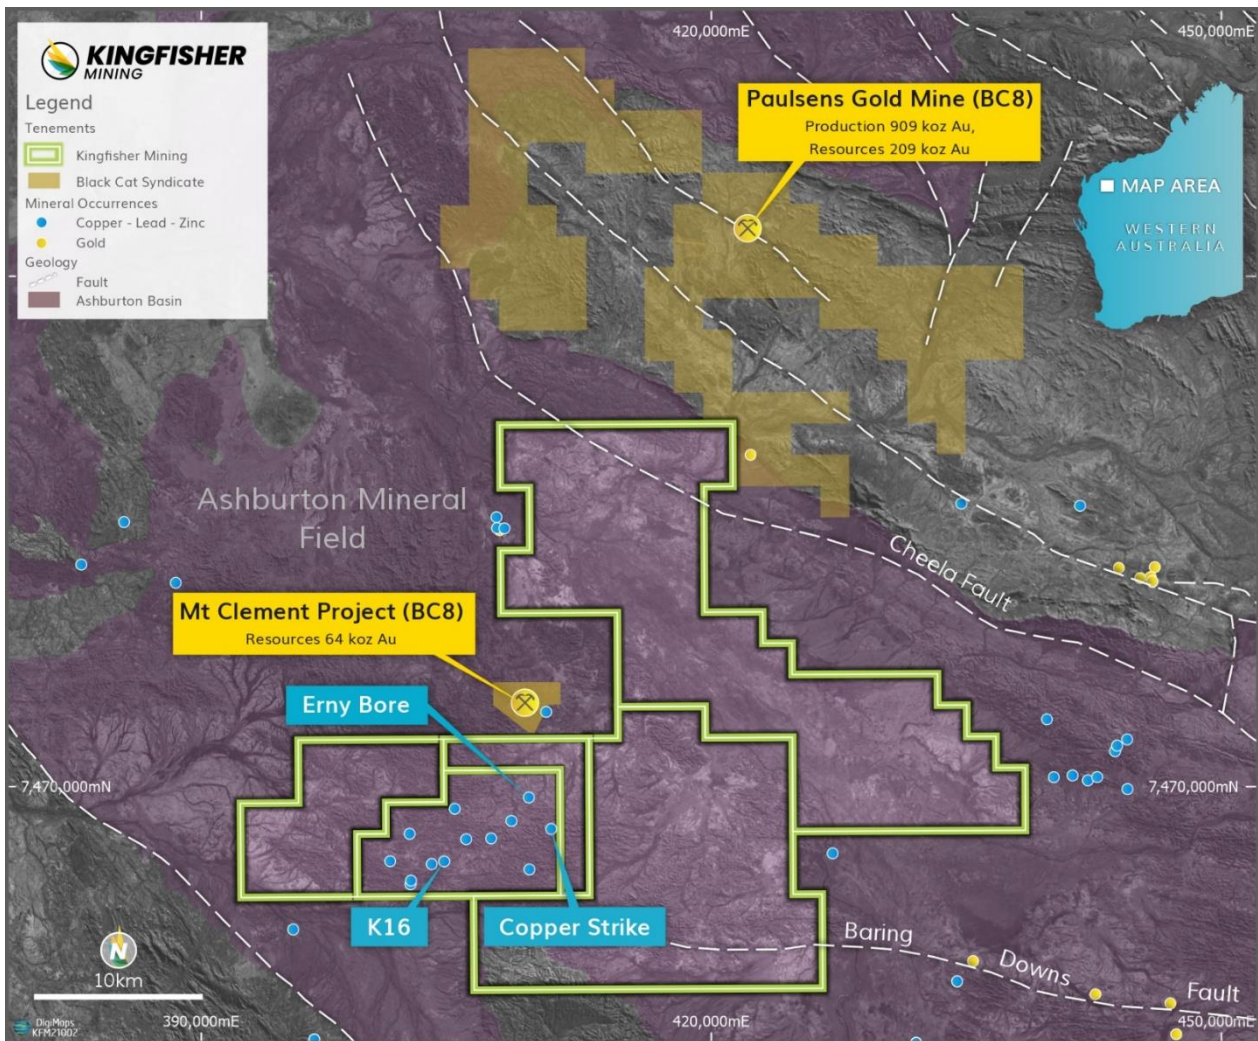 KINGFISHER
MINING
Legend
Tenements
Kingfisher Mining
Black Cat Syndicate
Mineral Occurrences
Copper - Lead - Zinc
Gold
Geology
Fault
Ashburton Basin
420,000mE
450,000mE
Paulsens Gold Mine (BC8)
Production 909 koz Au,
Resources 209 koz Au
MAP AREA
WESTERN
AUSTRALIA
Ashburton Mineral
Field
Cheela Fault
Mt Clement Project (BC8)
Resources 64 koz Au
Erny Bore
7,470,000mN
7,470,000mN
K16
Copper Strike
Baring
Downs
Fault
N
10km
DigiMaps
KFM21002
390,000mE
420,000mE
450,000mE